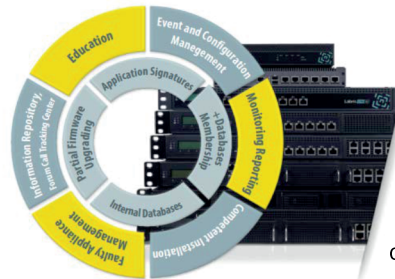 Education
Event and Configuration
Management
Monitoring Reporting
Competent Installation
Faulty Appliance
Management
Information Repository,
Forum Call Tracking Center
Application Signatures
+Databases
Membership
Internal Databases
Partial Firmware
Upgrading